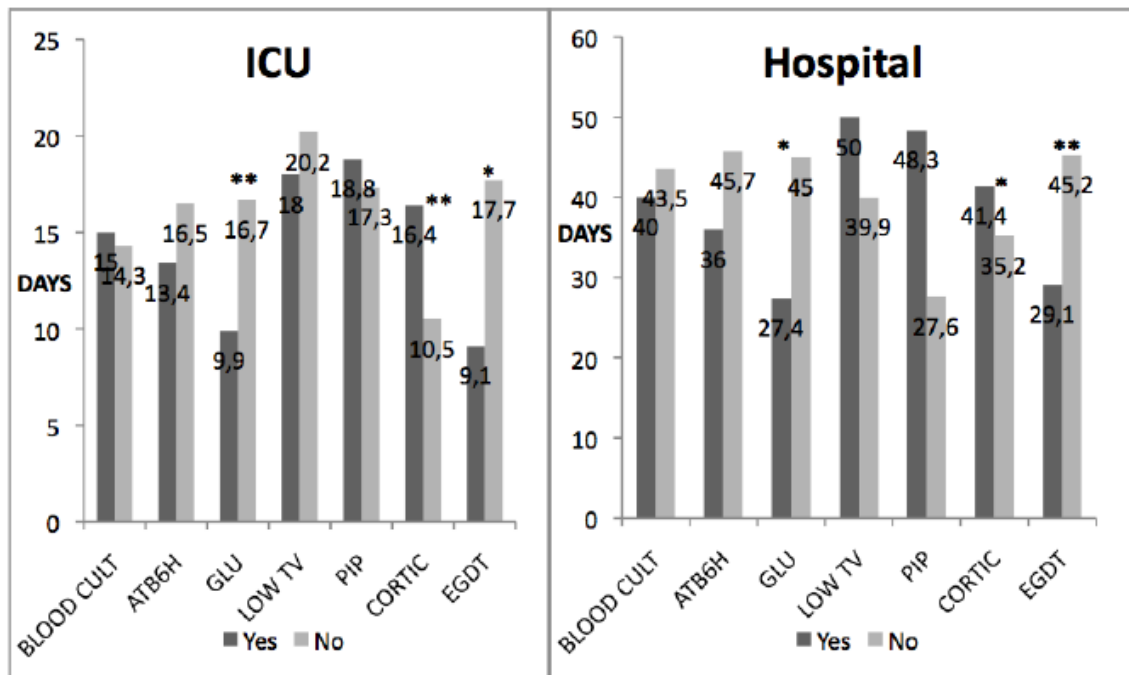 ICU
25
20
15
10
5
0
DAYS
15
14,3
13,4
16,5
9,9
16,7
**
18
20,2
18,8
17,3
16,4
10,5
**
9,1
17,7
*
BLOOD CULT
ATB6H
GLU
LOW TV
PIP
CORTIC
EGDT
Yes No
Hospital
60
50
40
30
20
10
0
DAYS
40
43,5
36
45,7
27,4
45
*
50
39,9
48,3
27,6
41,4
35,2
*
29,1
45,2
**
BLOOD CULT
ATB6H
GLU
LOW TV
PIP
CORTIC
EGDT
Yes No